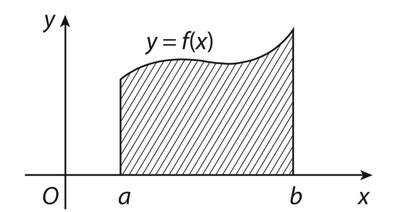 y
y = f(x)
O a b x